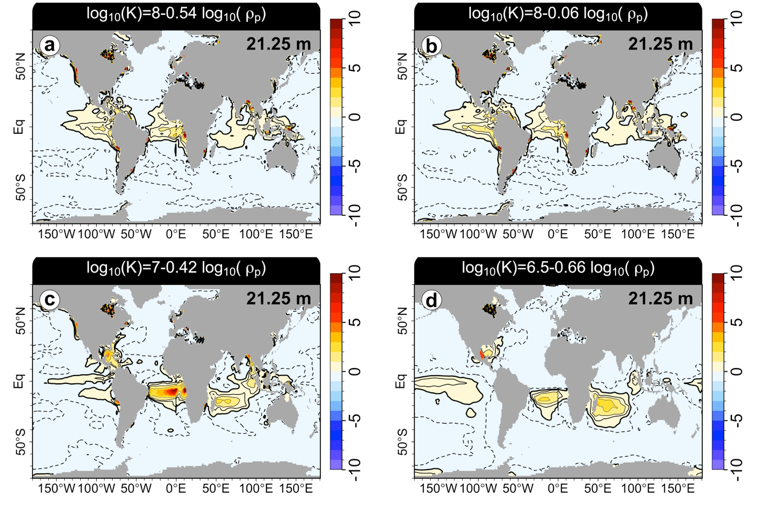 log₁₀(K)=8-0.54 log₁₀( ρₚ)
log₁₀(K)=8-0.06 log₁₀( ρₚ)
a
21.25 m
b
21.25 m
50°N
Eq
50°S
10
5
0
-5
-10
50°N
Eq
50°S
10
5
0
-5
-10
150°W 100°W 50°W 0°E 50°E 100°E 150°E
150°W 100°W 50°W 0°E 50°E 100°E 150°E
log₁₀(K)=7-0.42 log₁₀( ρₚ)
log₁₀(K)=6.5-0.66 log₁₀( ρₚ)
c
21.25 m
d
21.25 m
50°N
Eq
50°S
10
5
0
-5
-10
50°N
Eq
50°S
10
5
0
-5
-10
150°W 100°W 50°W 0°E 50°E 100°E 150°E
150°W 100°W 50°W 0°E 50°E 100°E 150°E